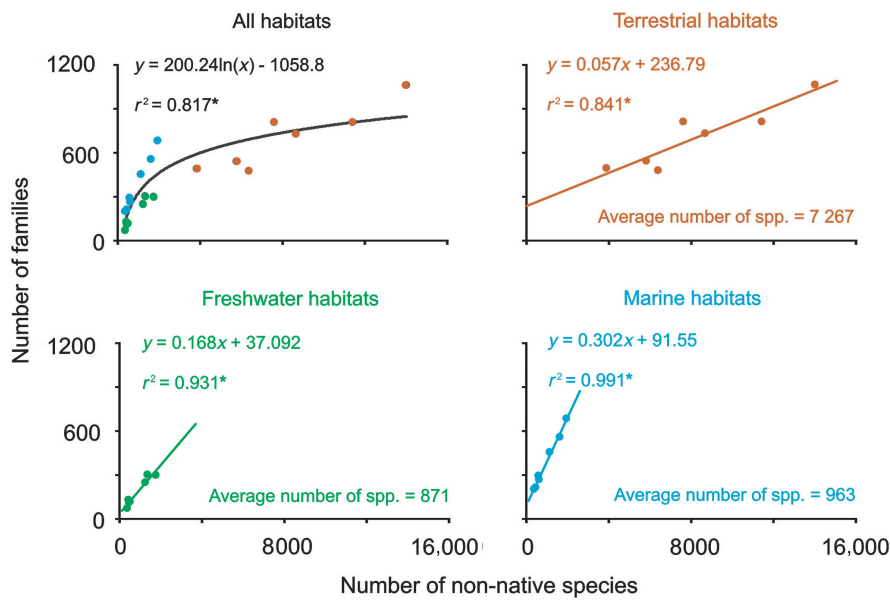 All habitats
y = 200.24ln(x) - 1058.8
r² = 0.817*
1200
600
0
Terrestrial habitats
y = 0.057x + 236.79
r² = 0.841*
Average number of spp. = 7 267
Number of families
Freshwater habitats
y = 0.168x + 37.092
r² = 0.931*
Average number of spp. = 871
1200
600
0
0 8000 16,000
Marine habitats
y = 0.302x + 91.55
r² = 0.991*
Average number of spp. = 963
0 8000 16,000
Number of non-native species